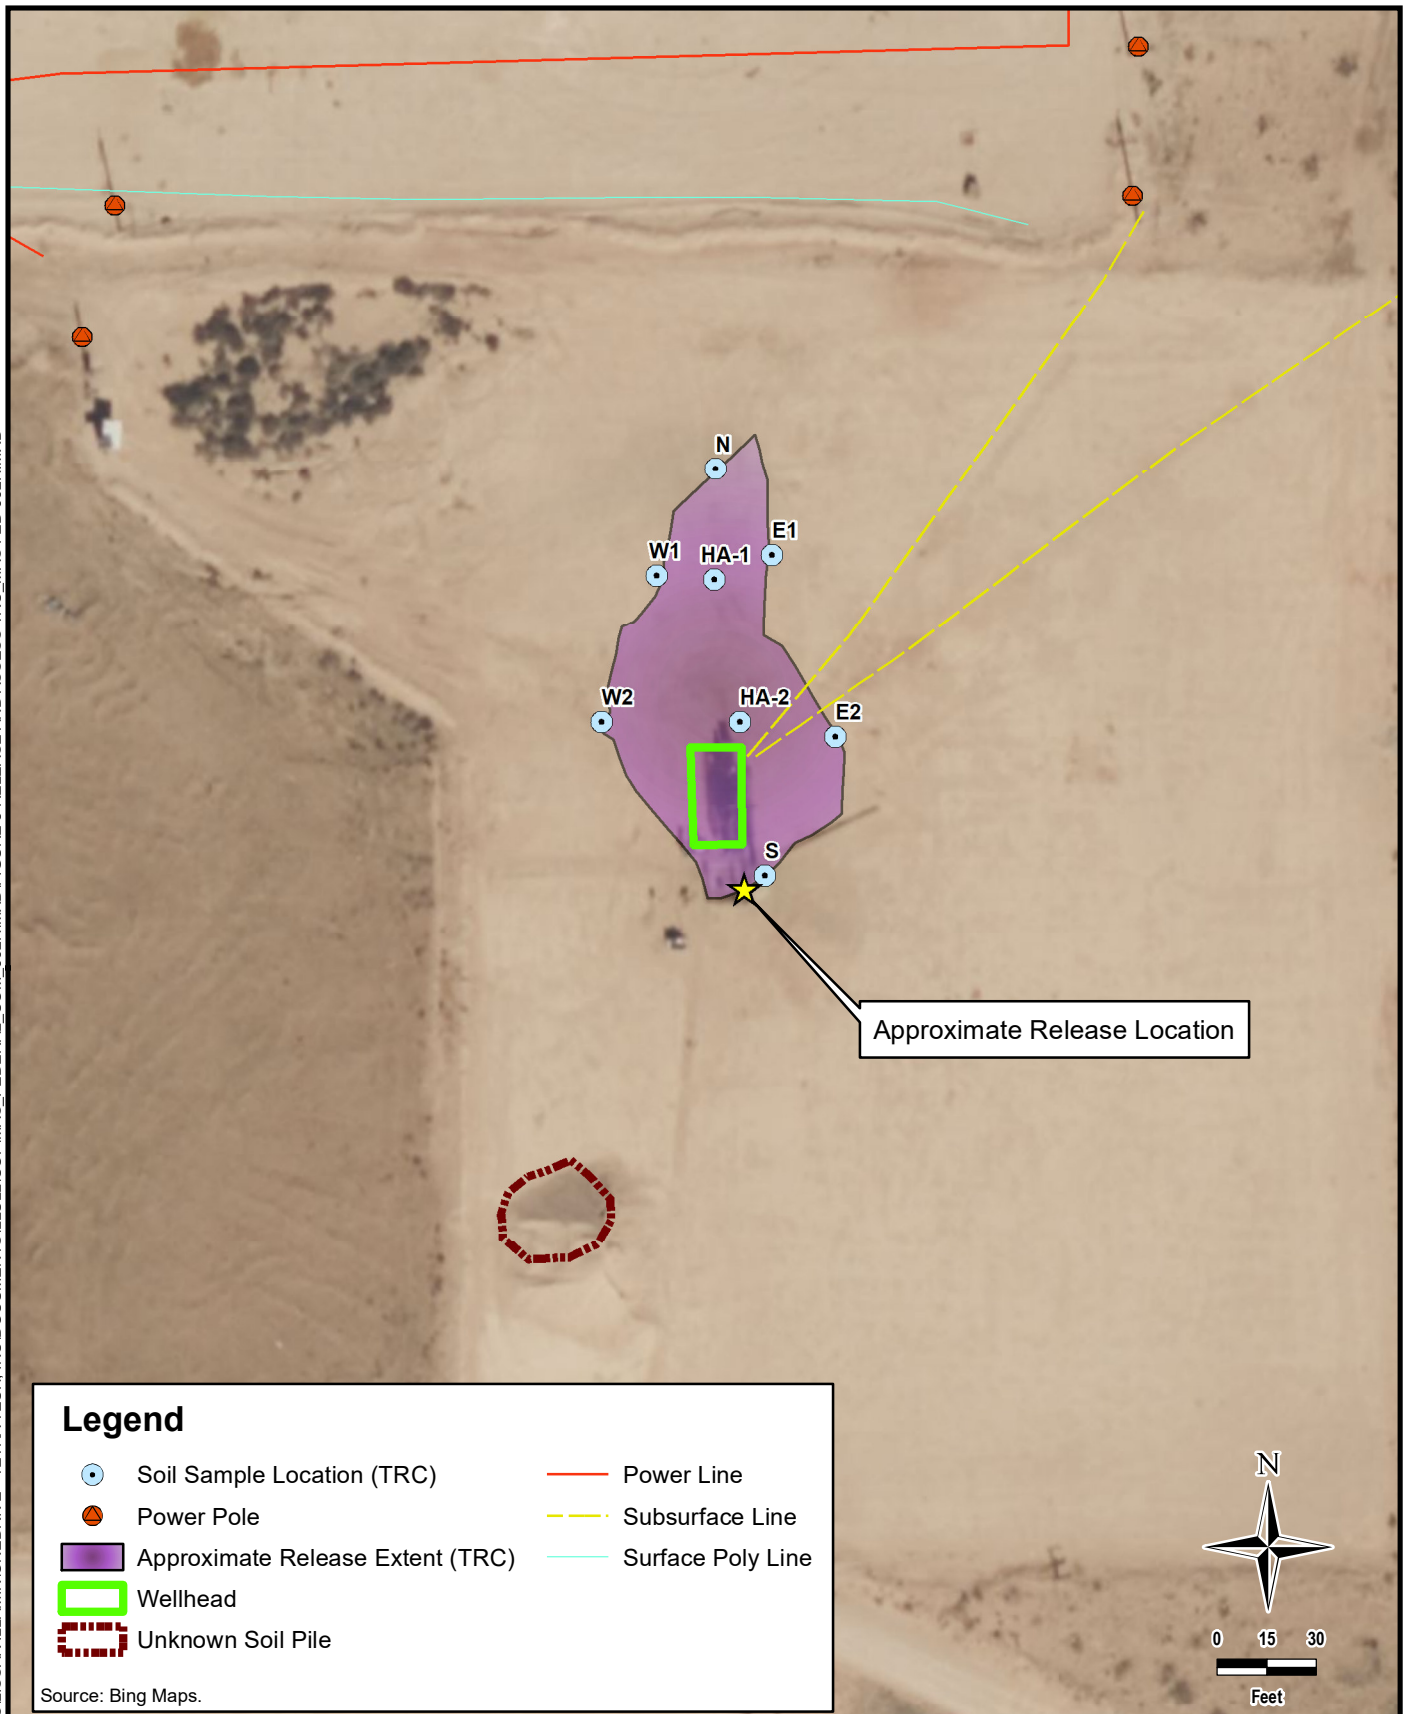 N
E1
W1
HA-1
W2
HA-2
E2
S
Approximate Release Location
Legend
Soil Sample Location (TRC)
Power Pole
Approximate Release Extent (TRC)
Wellhead
Unknown Soil Pile
Power Line
Subsurface Line
Surface Poly Line
Source: Bing Maps.
N
0 15 30
Feet